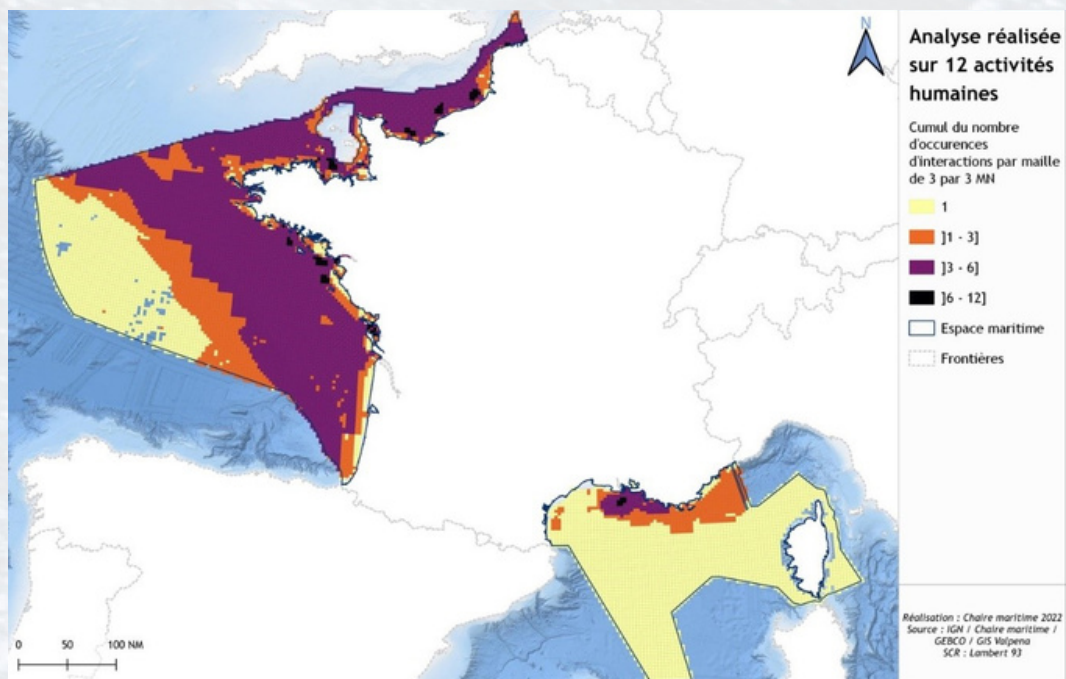 N
Analyse réalisée
sur 12 activités
humaines
Cumul du nombre
d'occurences
d'interactions par maille
de 3 par 3 MN
1
]1 - 3]
]3 - 6]
]6 - 12]
Espace maritime
Frontières
0 50 100 NM
Réalisation : Chaire maritime 2022
Source : IGN / Chaire maritime /
GEBCO / GIS Valpena
SCR : Lambert 93